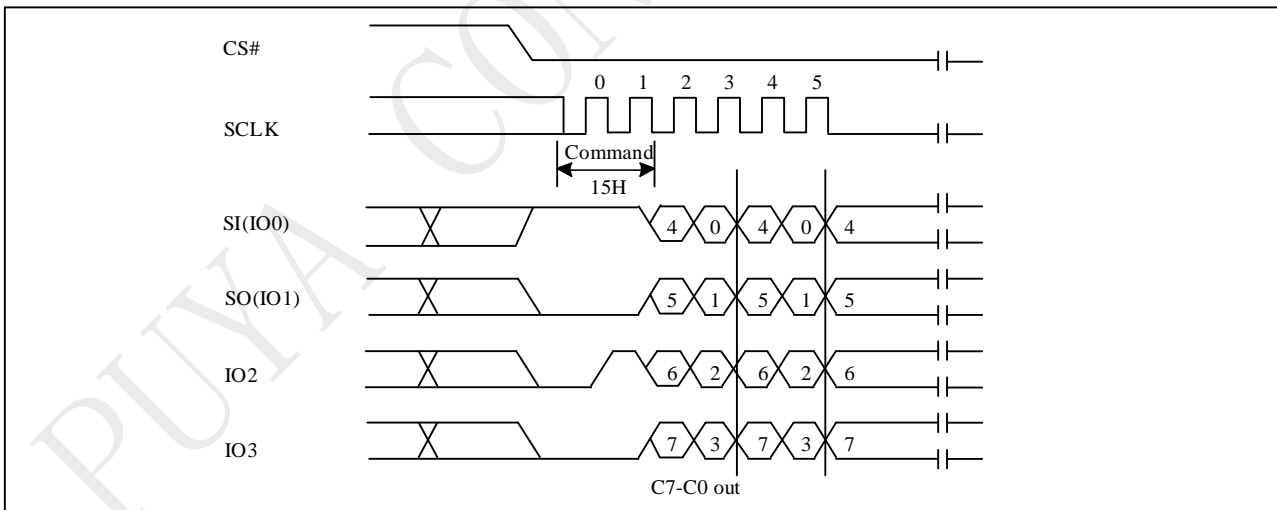 PUYA CON
CS#
0 1 2 3 4 5
SCLK
Command
15H
SI(IO0)
4 0 4 0 4
SO(IO1)
5 1 5 1 5
IO2
6 2 6 2 6
IO3
7 3 7 3 7
C7-C0 out